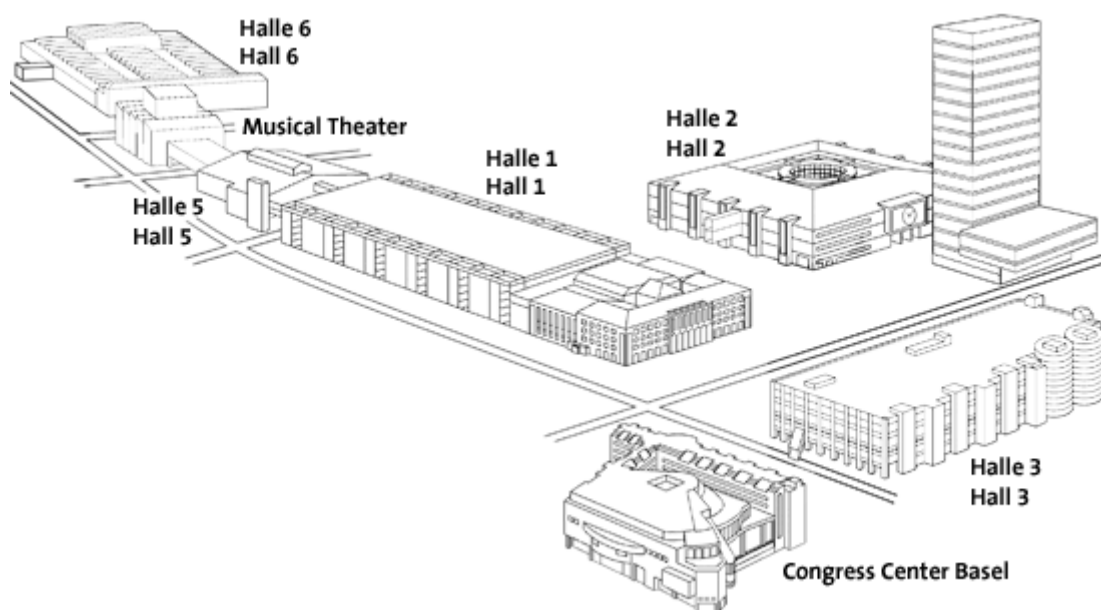 Halle 6
Hall 6
Musical Theater
Halle 2
Hall 2
Halle 1
Hall 1
Halle 5
Hall 5
Halle 3
Hall 3
Congress Center Basel